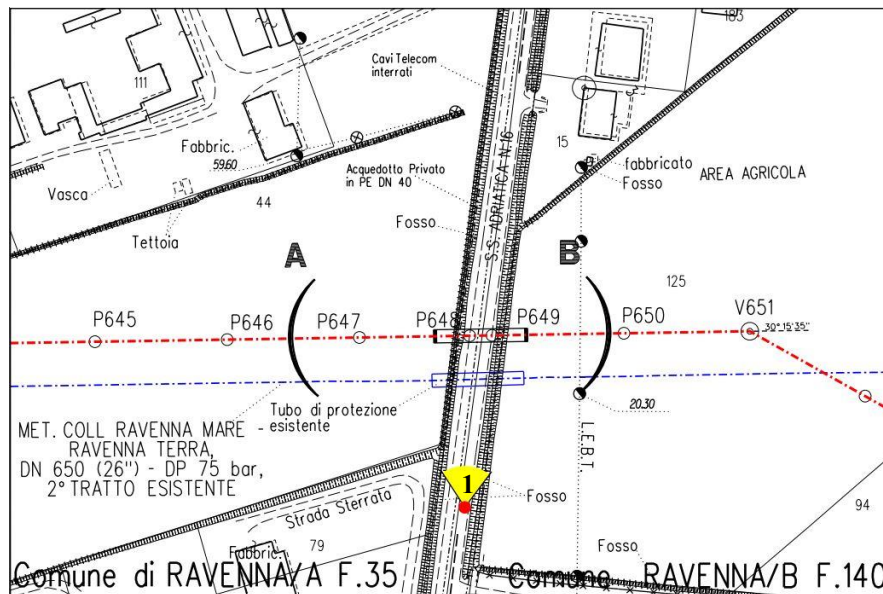 183
Cavi Telecom
interrati
111
15
Fabbric.
59.60
Acquedotto Privato
in PE DN 40
fabbricato
Fosso
AREA AGRICOLA
Vasca
44
Fosso
Tettoia
S.S. ADRIATICA N.16
A
B
125
P645
P646
P647
P648
P649
P650
V651
30° 15'35"
Tubo di protezione
esistente
20.30
MET. COLL RAVENNA MARE -
RAVENNA TERRA,
DN 650 (26") - DP 75 bar,
2° TRATTO ESISTENTE
L.E.B.T.
1
Fosso
Strada Sterrata
94
79
Fabbric.
Fosso
Comune di RAVENNA/A F.35
Comune RAVENNA/B F.140